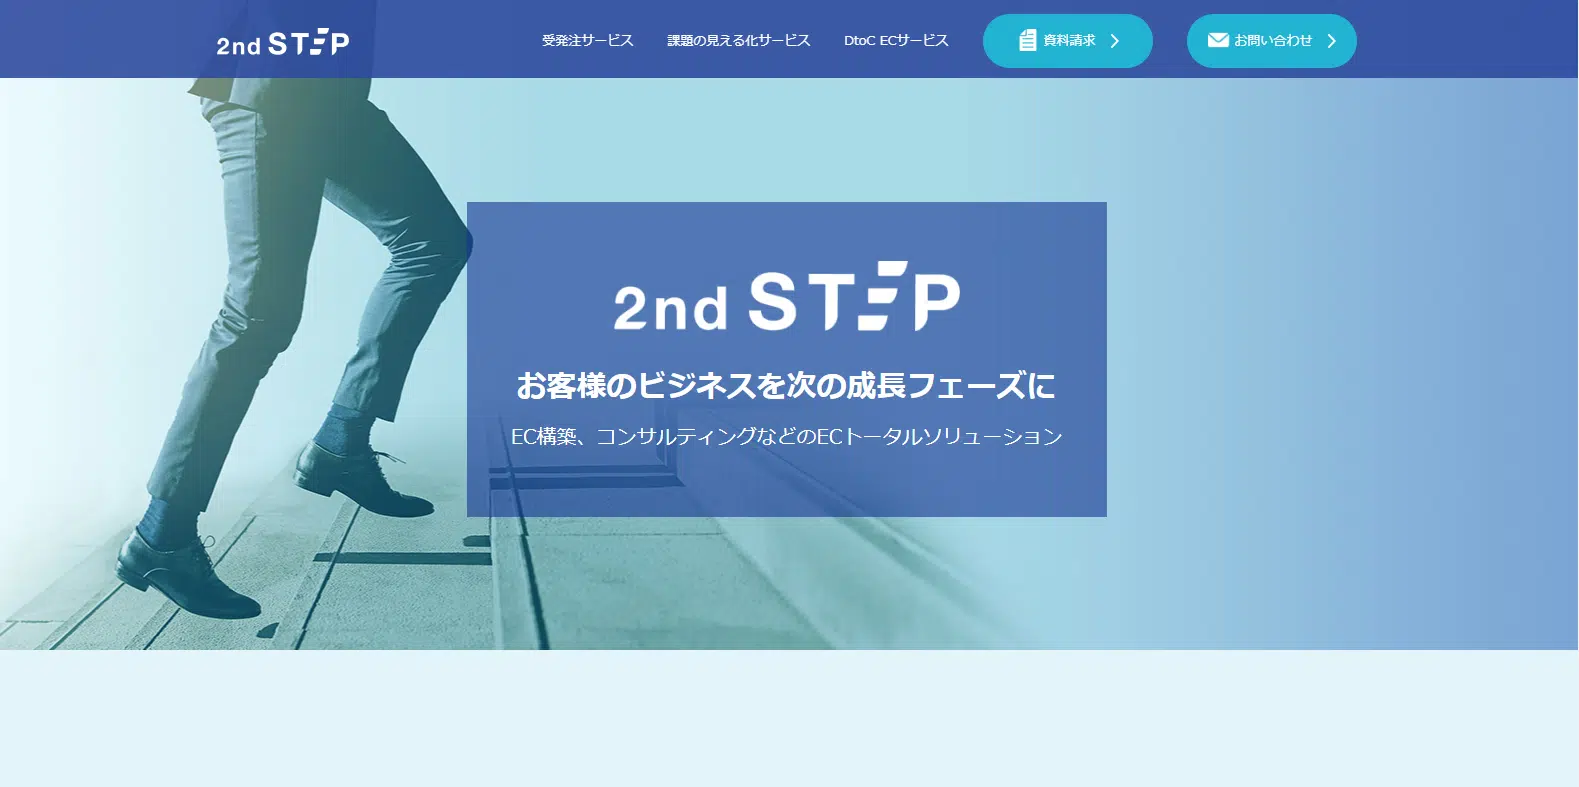 2nd STEP
受発注サービス
課題の見える化サービス
DtoC ECサービス
資料請求
お問い合わせ
2nd STEP
お客様のビジネスを次の成長フェーズに
EC構築、コンサルティングなどのECトータルソリューション